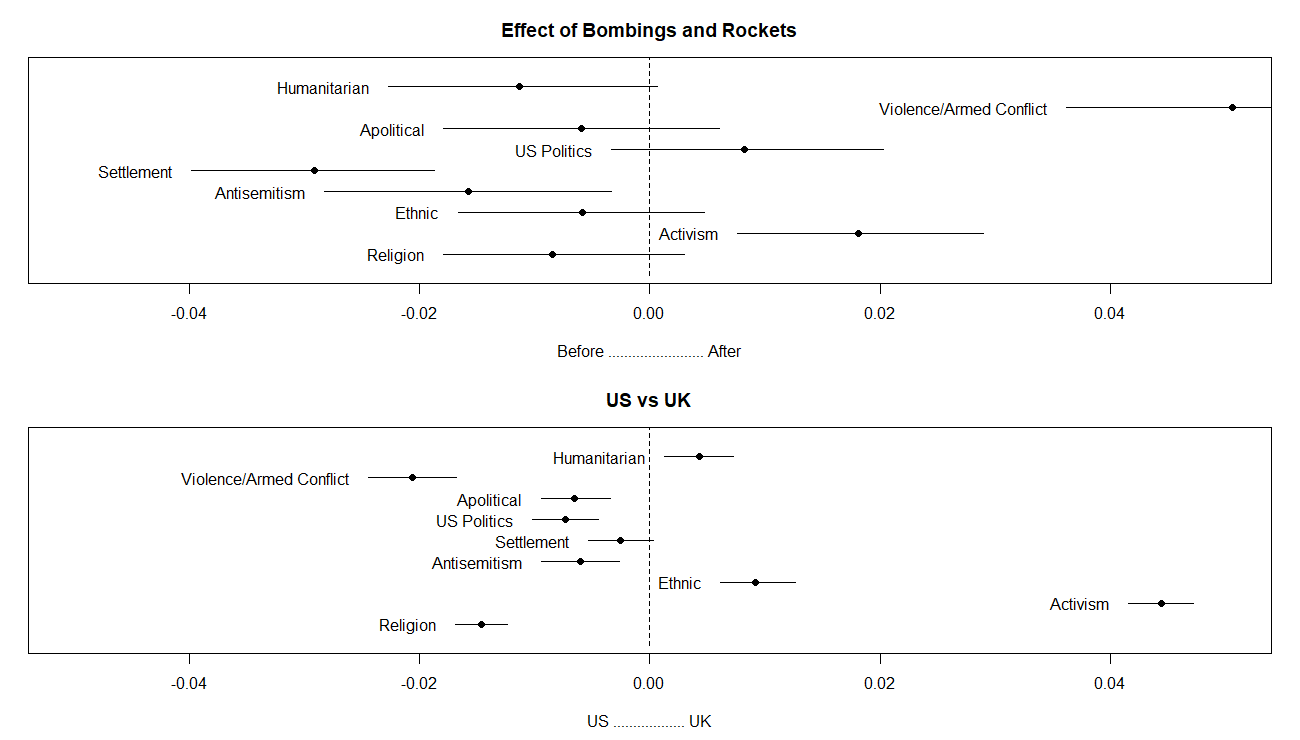 Effect of Bombings and Rockets
Humanitarian
Violence/Armed Conflict
Apolitical
US Politics
Settlement
Antisemitism
Ethnic
Activism
Religion
-0.04 -0.02 0.00 0.02 0.04
Before ........................ After
US vs UK
Humanitarian
Violence/Armed Conflict
Apolitical
US Politics
Settlement
Antisemitism
Ethnic
Activism
Religion
-0.04 -0.02 0.00 0.02 0.04
US .................. UK